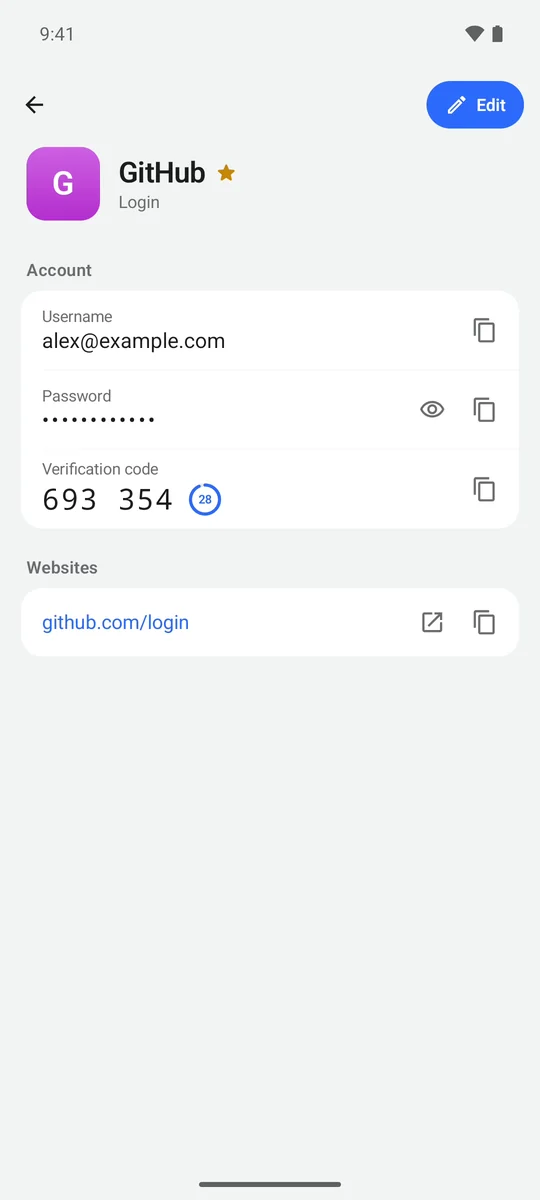 9:41
Edit
G
GitHub
Login
Account
Username
alex@example.com
Password
••••••••••••
Verification code
693 354
28
Websites
github.com/login